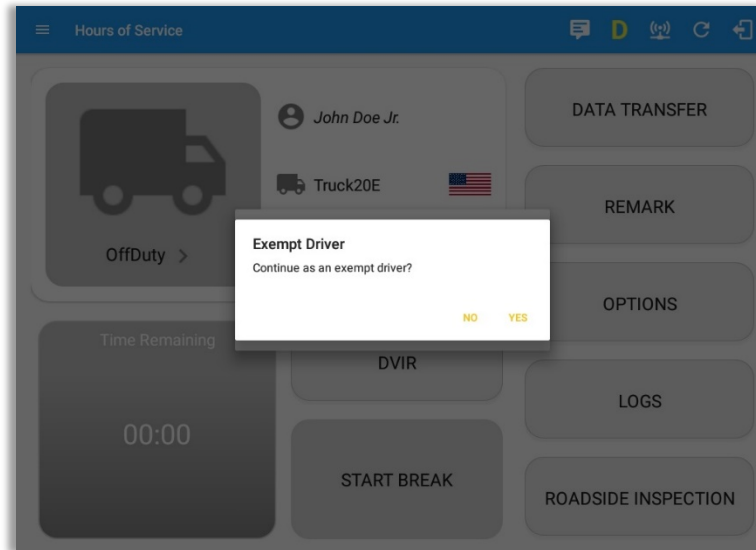 Hours of Service
D
John Doe Jr.
Truck20E
OffDuty >
DATA TRANSFER
REMARK
Exempt Driver
Continue as an exempt driver?
NO YES
OPTIONS
Time Remaining
00:00
DVIR
START BREAK
LOGS
ROADSIDE INSPECTION